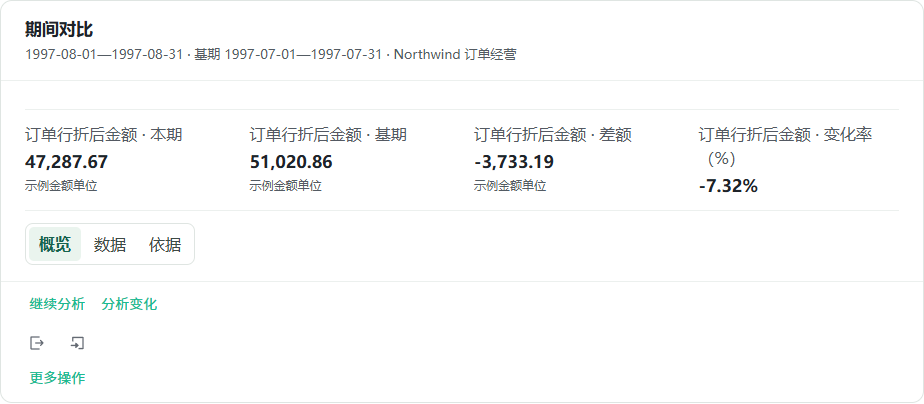 期间对比
1997-08-01—1997-08-31 · 基期 1997-07-01—1997-07-31 · Northwind 订单经营
订单行折后金额 · 本期
47,287.67
示例金额单位
订单行折后金额 · 基期
51,020.86
示例金额单位
订单行折后金额 · 差额
-3,733.19
示例金额单位
订单行折后金额 · 变化率
（%）
-7.32%
概览 数据 依据
继续分析 分析变化
更多操作